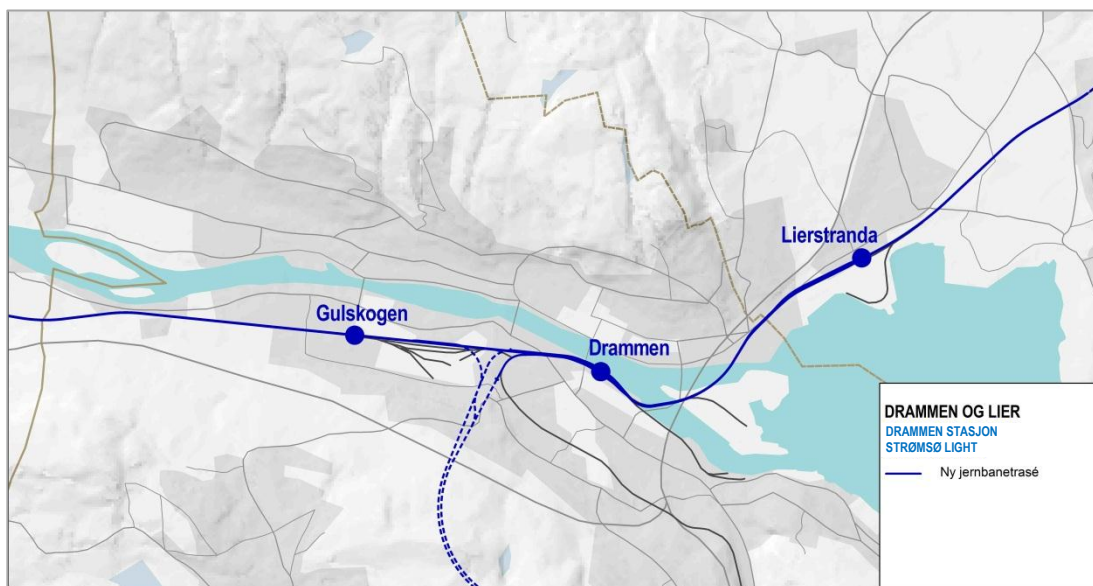 Lierstranda
Gulskogen
Drammen
DRAMMEN OG LIER
DRAMMEN STASJON
STRØMSØ LIGHT
Ny jernbanetrasé